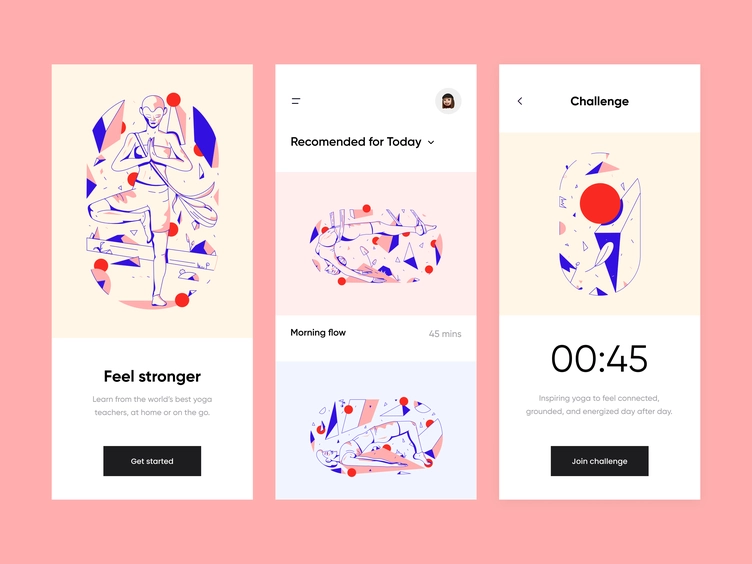 Feel stronger
Learn from the world's best yoga
teachers, at home or on the go.
Get started
Recomended for Today
Morning flow
45 mins
Challenge
00:45
Inspiring yoga to feel connected,
grounded, and energized day after day.
Join challenge